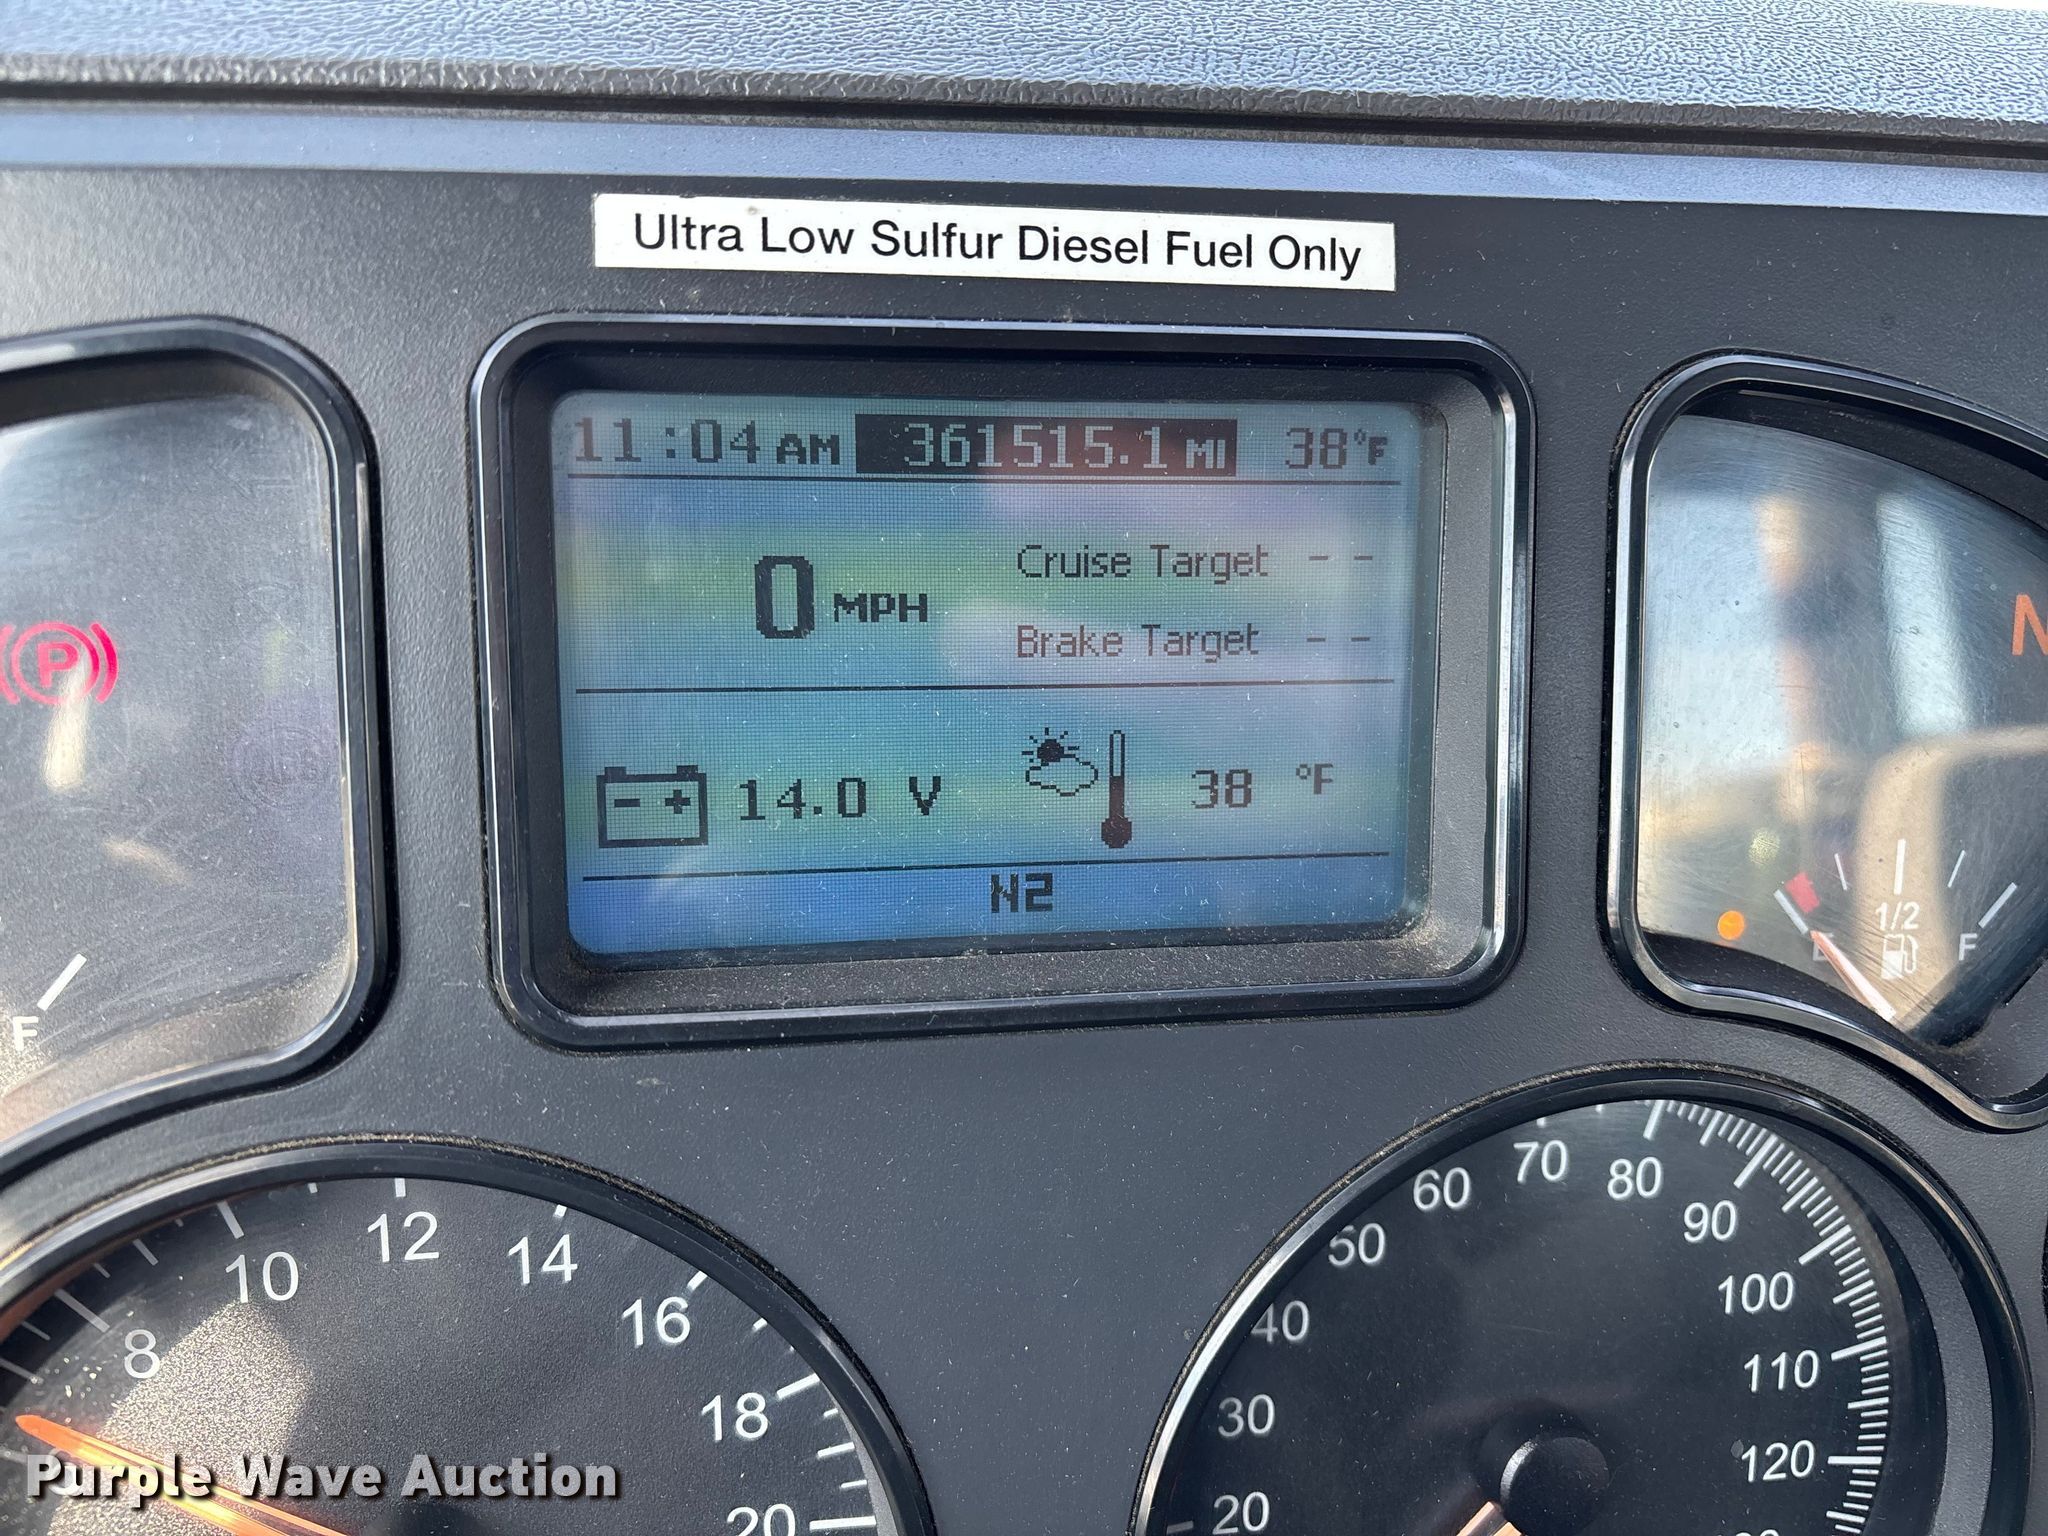 Ultra Low Sulfur Diesel Fuel Only
11:04 AM 361515.1 MI 38°F
0 MPH
Cruise Target - -
Brake Target - -
14.0 V
38 °F
N2
P
F
N
E 1/2 F
8 10 12 14 16 18 20
20 30 40 50 60 70 80 90 100 110 120
Purple Wave Auction